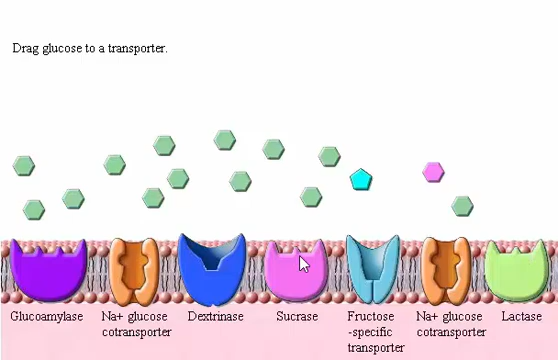 Drag glucose to a transporter.
Glucoamylase
Na+ glucose
cotransporter
Dextrinase
Sucrase
Fructose
-specific
transporter
Na+ glucose
cotransporter
Lactase